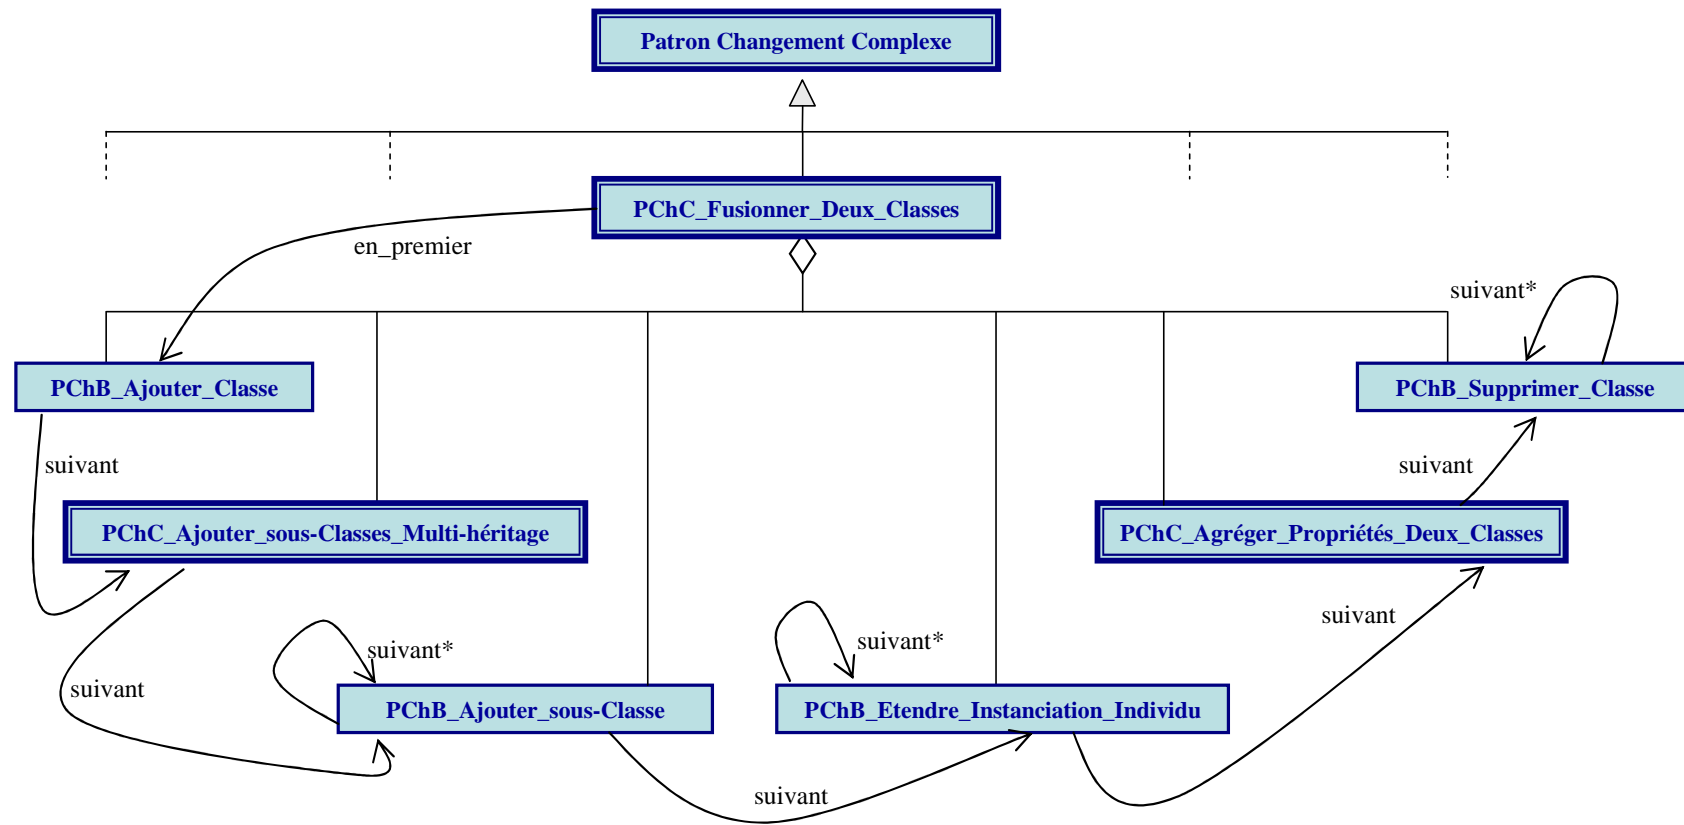 Patron Changement Complexe
PChC_Fusionner_Deux_Classes
en_premier
suivant*
PChB_Ajouter_Classe
PChB_Supprimer_Classe
suivant
suivant
PChC_Ajouter_sous-Classes_Multi-héritage
PChC_Agréger_Propriétés_Deux_Classes
suivant
suivant*
suivant*
suivant
PChB_Ajouter_sous-Classe
PChB_Etendre_Instanciation_Individu
suivant